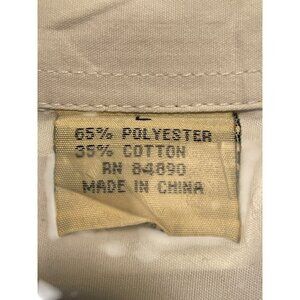 65% POLYESTER
35% COTTON
RN 84890
MADE IN CHINA